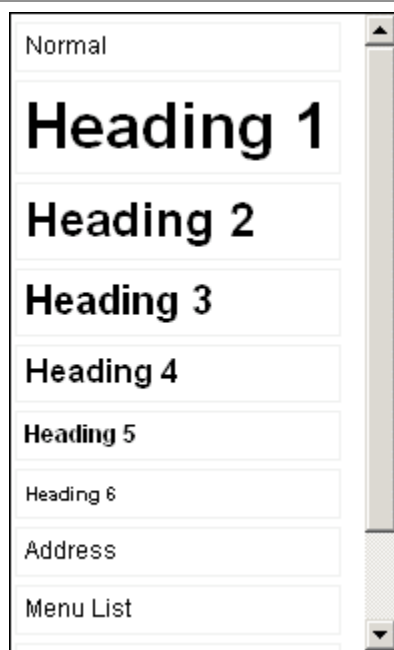 Normal
Heading 1
Heading 2
Heading 3
Heading 4
Heading 5
Heading 6
Address
Menu List